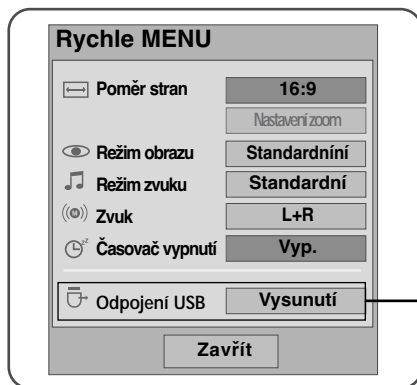 Rychle MENU
Poměr stran 16:9
Nastavení zoom
Režim obrazu Standardníní
Režim zvuku Standardní
Zvuk L+R
Časovač vypnutí Vyp.
Odpojení USB Vysunutí
Zavřít